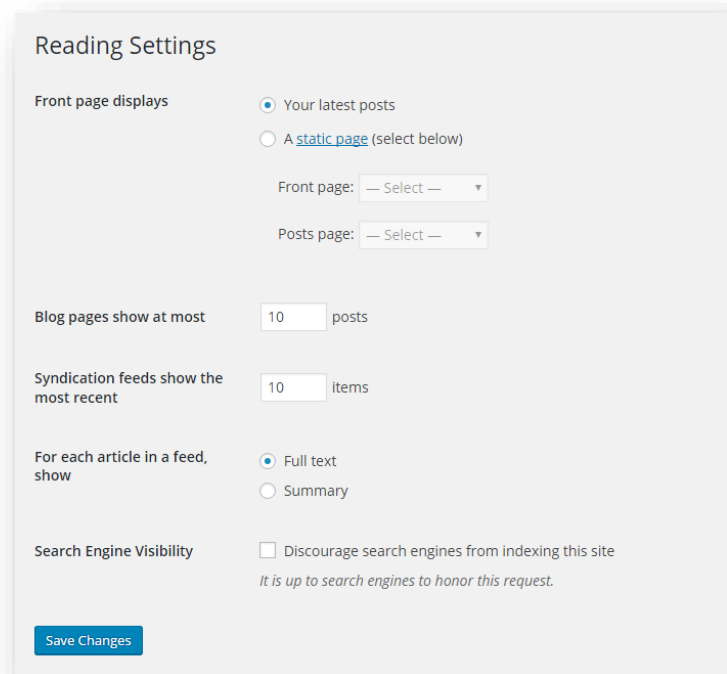 Reading Settings
Front page displays
Your latest posts
A static page (select below)
Front page: — Select —
Posts page: — Select —
Blog pages show at most
10 posts
Syndication feeds show the
most recent
10 items
For each article in a feed,
show
Full text
Summary
Search Engine Visibility
Discourage search engines from indexing this site
It is up to search engines to honor this request.
Save Changes